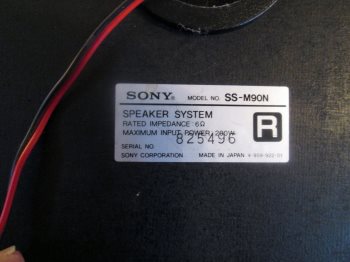 SONY® MODEL NO. SS-M90N
SPEAKER SYSTEM
RATED IMPEDANCE 6Ω
MAXIMUM INPUT POWER 200W
825496
SERIAL NO
SONY CORPORATION MADE IN JAPAN
R